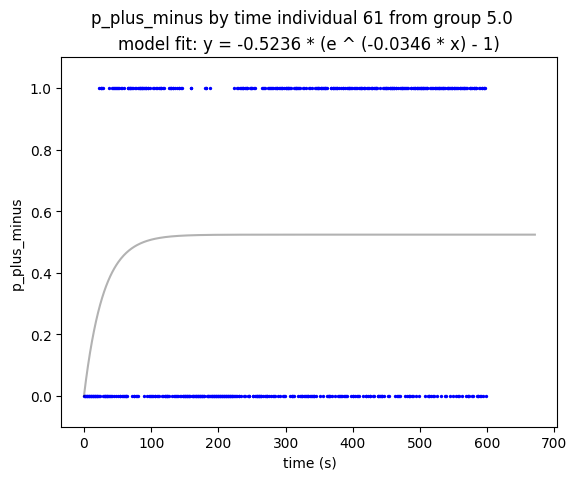 p_plus_minus by time individual 61 from group 5.0
model fit: y = -0.5236 * (e ^ (-0.0346 * x) - 1)
1.0
0.8
0.6
0.4
0.2
0.0
p_plus_minus
0 100 200 300 400 500 600 700
time (s)